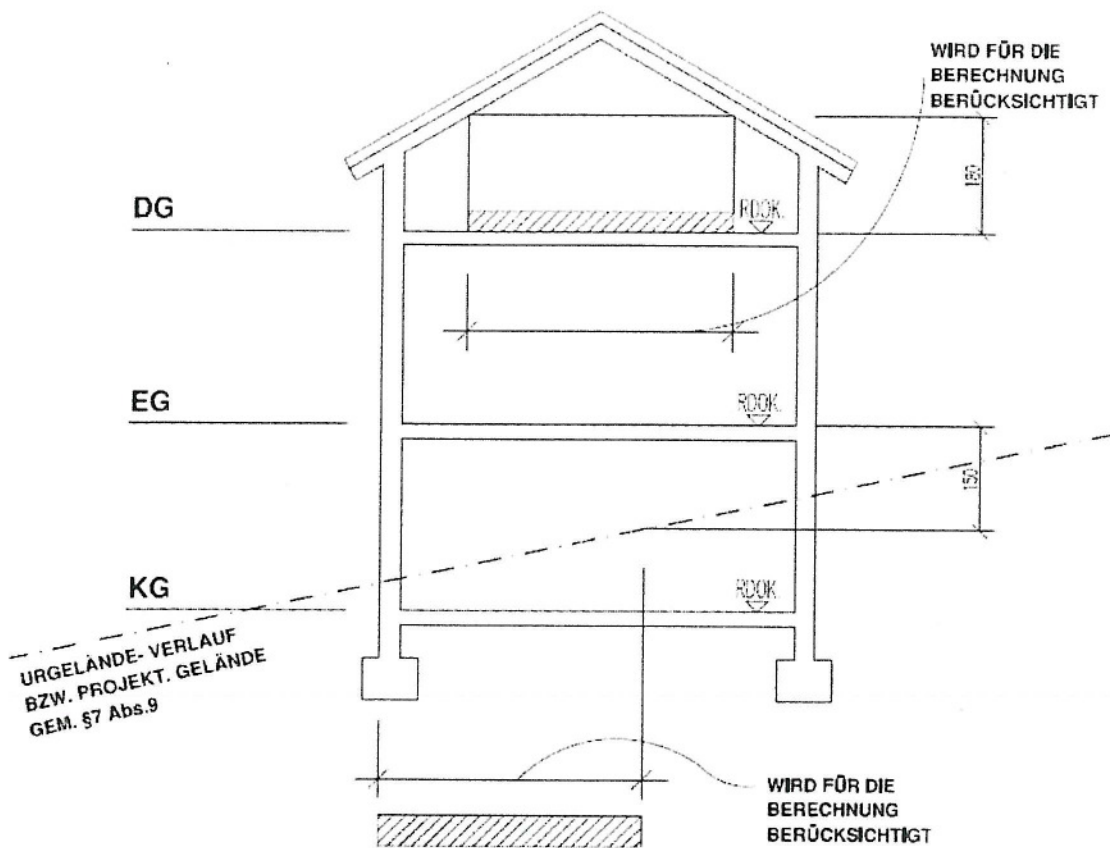 WIRD FÜR DIE
BERECHNUNG
BERÜCKSICHTIGT
180
DG
RDOK.
EG
RDOK.
150
KG
RDOK.
URGELÄNDE- VERLAUF
BZW. PROJEKT. GELÄNDE
GEM. §7 Abs.9
WIRD FÜR DIE
BERECHNUNG
BERÜCKSICHTIGT